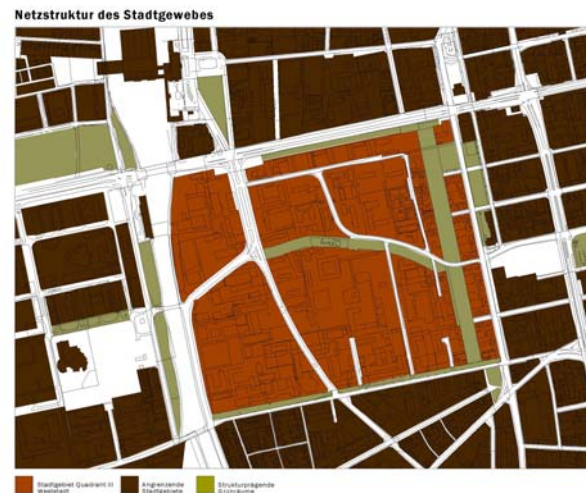 Netzstruktur des Stadtgewebes
Stadtgebiet Quadrant III
Weststadt
Angrenzende
Stadtgebiete
Strukturprägende
Grünräume